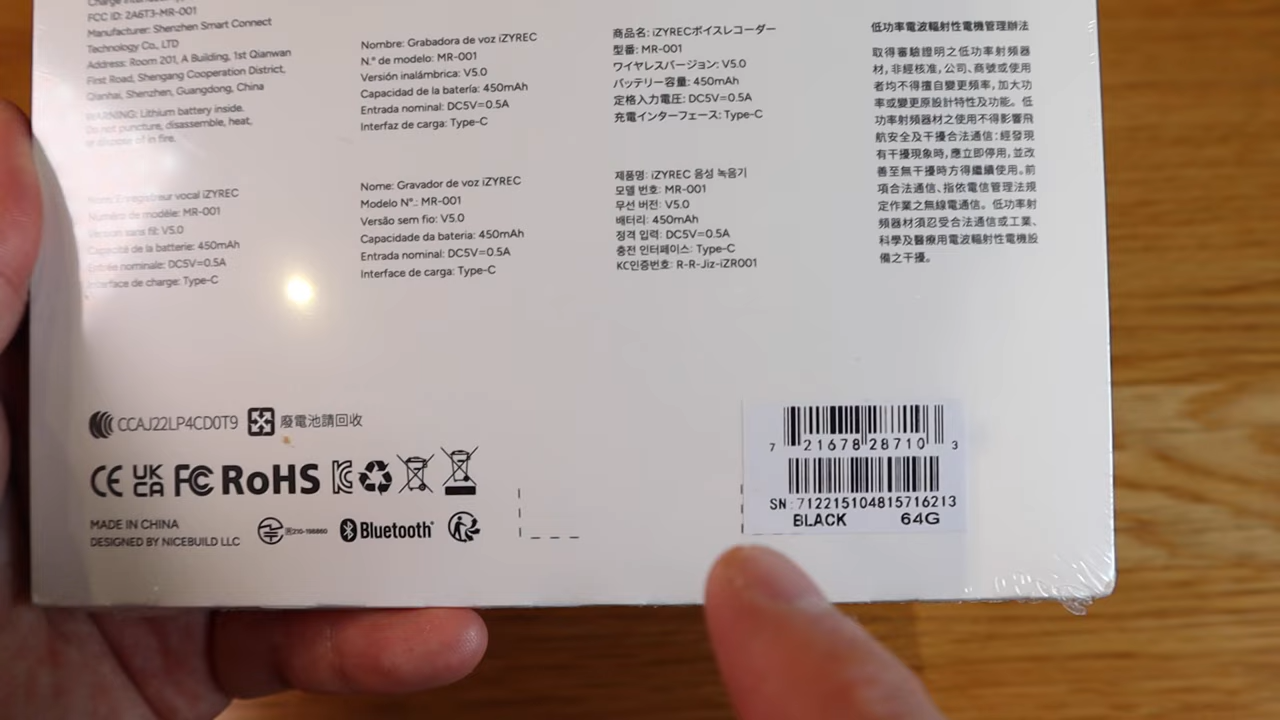 FCC ID: 2A6T3-MR-001
Manufacturer: Shenzhen Smart Connect
Technology Co., LTD
Address: Room 201, A Building, 1st Qianwan
First Road, Shengang Cooperation District,
Qianhai, Shenzhen, Guangdong, China
WARNING: Lithium battery inside.
Do not puncture, disassemble, heat,
or dispose of in fire.
Nom: Enregistreur vocal iZYREC
Numéro de modèle: MR-001
Version sans fil: V5.0
Capacité de la batterie: 450mAh
Entrée nominale: DC5V=0.5A
Interface de charge: Type-C
Nombre: Grabadora de voz iZYREC
N.° de modelo: MR-001
Versión inalámbrica: V5.0
Capacidad de la batería: 450mAh
Entrada nominal: DC5V=0.5A
Interfaz de carga: Type-C
Nome: Gravador de voz iZYREC
Modelo N°.: MR-001
Versão sem fio: V5.0
Capacidade da bateria: 450mAh
Entrada nominal: DC5V=0.5A
Interface de carga: Type-C
商品名: iZYRECボイスレコーダー
型番: MR-001
ワイヤレスバージョン: V5.0
バッテリー容量: 450mAh
定格入力電圧: DC5V=0.5A
充電インターフェース: Type-C
제품명: iZYREC 음성 녹음기
모델 번호: MR-001
무선 버전: V5.0
배터리: 450mAh
정격 입력: DC5V=0.5A
충전 인터페이스: Type-C
KC인증번호: R-R-Jiz-iZR001
低功率電波輻射性電機管理辦法
取得審驗證明之低功率射頻器
材,非經核准,公司、商號或使用
者均不得擅自變更頻率,加大功
率或變更原設計特性及功能。低
功率射頻器材之使用不得影響飛
航安全及干擾合法通信;經發現
有干擾現象時,應立即停用,並改
善至無干擾時方得繼續使用。前
項合法通信、指依電信管理法規
定作業之無線電通信。低功率射
頻器材須忍受合法通信或工業、
科學及醫療用電波輻射性電機設
備之干擾。
CCAJ22LP4CD0T9 廢電池請回收
CE UKCA FC RoHS
MADE IN CHINA
DESIGNED BY NICEBUILD LLC
Bluetooth
7 21678 28710 3
SN:712215104815716213
BLACK 64G